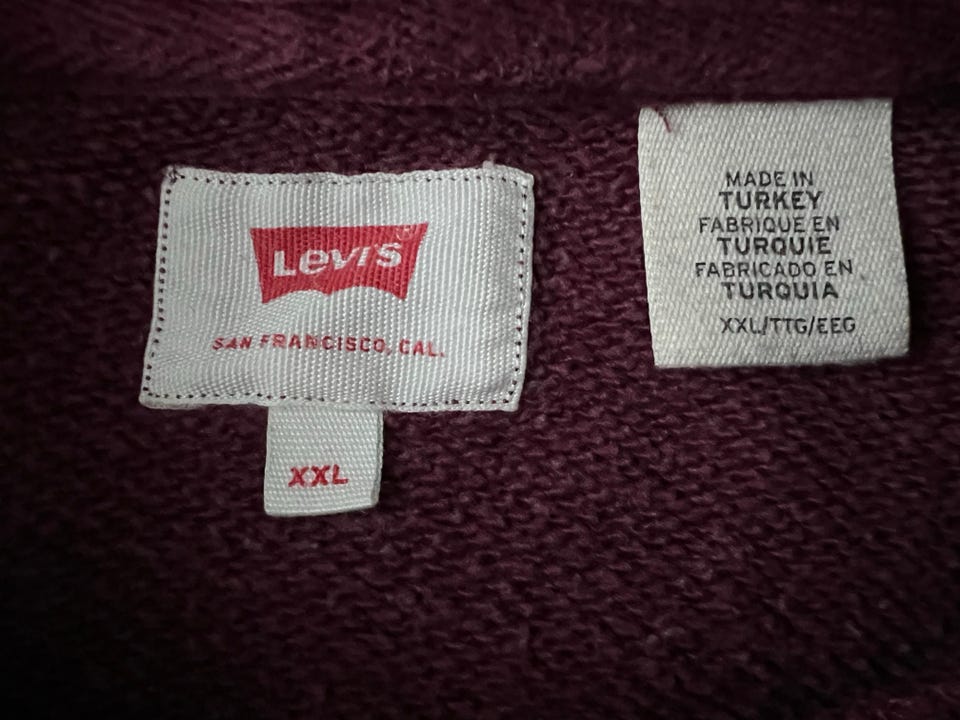 Levi's
SAN FRANCISCO, CAL.
XXL
MADE IN
TURKEY
FABRIQUE EN
TURQUIE
FABRICADO EN
TURQUIA
XXL/TTG/EEG